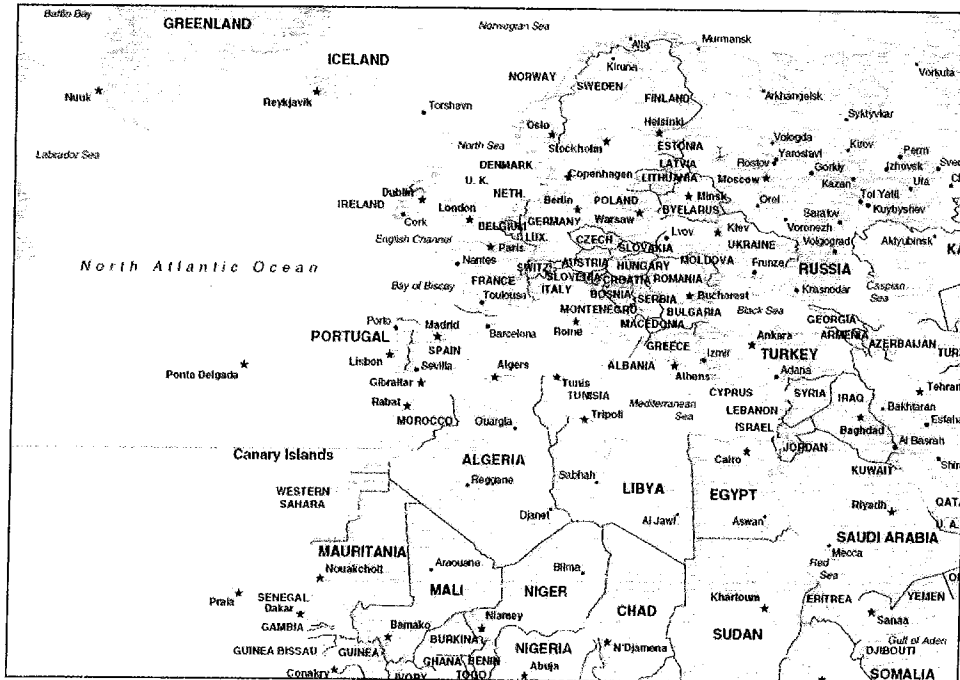 Baffin Bay
GREENLAND
Norwegian Sea
ICELAND
Alta
Murmansk
Kiruna
Vorkuta
NORWAY
SWEDEN
Nuuk
Reykjavik
FINLAND
Arkhangelsk
Torshavn
Syktyvkar
Oslo
Helsinki
Stockholm
North Sea
ESTONIA
Vologda
Yaroslavl
Kirov
Perm
Labrador Sea
DENMARK
LATVIA
Rostov
Gorkiy
Izhovsk
U. K.
Copenhagen
LITHUANIA
Moscow
Kazan
Ufa
Dublin
NETH.
Minsk
Tol Yatti
IRELAND
London
Berlin
POLAND
BYELARUS
Orel
Kuybyshev
Cork
BELGIUM
GERMANY
Warsaw
Kiev
Saratov
Voronezh
English Channel
LUX.
Lvov
UKRAINE
Volgograd
Aktyubinsk
Paris
CZECH
SLOVAKIA
North Atlantic Ocean
Nantes
SWITZ.
AUSTRIA
HUNGARY
MOLDOVA
Frunze
RUSSIA
FRANCE
SLOVENIA
CROATIA
ROMANIA
Bay of Biscay
ITALY
BOSNIA
Krasnodar
Caspian
Sea
Toulousa
SERBIA
Bucharest
MONTENEGRO
BULGARIA
Black Sea
Porto
Madrid
Barcelona
Rome
MACEDONIA
GEORGIA
PORTUGAL
SPAIN
GREECE
Ankara
ARMENIA
AZERBAIJAN
Lisbon
Izmir
TURKEY
Ponta Delgada
Sevilla
Algers
Tunis
ALBANIA
Athens
Adana
Gibraltar
TUNISIA
CYPRUS
SYRIA
IRAQ
Tehran
Rabat
Mediterranean
Sea
LEBANON
Bakhtaran
MOROCCO
Ouargla
Tripoli
ISRAEL
Baghdad
Esfaha
Canary Islands
ALGERIA
Cairo
JORDAN
Al Basrah
Reggane
Sabhah
LIBYA
EGYPT
KUWAIT
Shira
WESTERN
SAHARA
Djanet
Al Jawf
Aswan
Riyadh
QATA
U. A.
SAUDI ARABIA
MAURITANIA
Nouakchott
Araouane
Bilma
Mecca
Red
Sea
MALI
NIGER
Praia
SENEGAL
Dakar
CHAD
Khartoum
ERITREA
YEMEN
GAMBIA
Bamako
Niamey
SUDAN
Sanaa
GUINEA BISSAU
GUINEA
BURKINA
NIGERIA
N'Djamena
Gulf of Aden
DJIBOUTI
Conakry
GHANA
BENIN
Abuja
IVORY
TOGO
SOMALIA